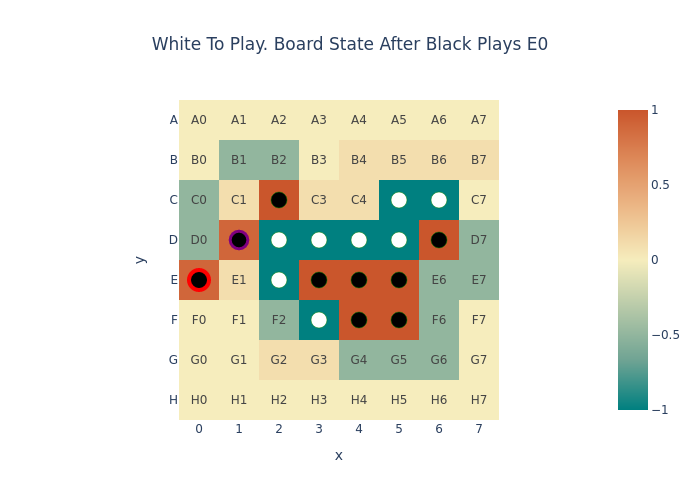 White To Play. Board State After Black Plays E0
A A0 A1 A2 A3 A4 A5 A6 A7
B B0 B1 B2 B3 B4 B5 B6 B7
C C0 C1 C3 C4 C7
D D0 D7
E E1 E6 E7
F F0 F1 F2 F6 F7
G G0 G1 G2 G3 G4 G5 G6 G7
H H0 H1 H2 H3 H4 H5 H6 H7
0 1 2 3 4 5 6 7
x
y
1
0.5
0
−0.5
−1